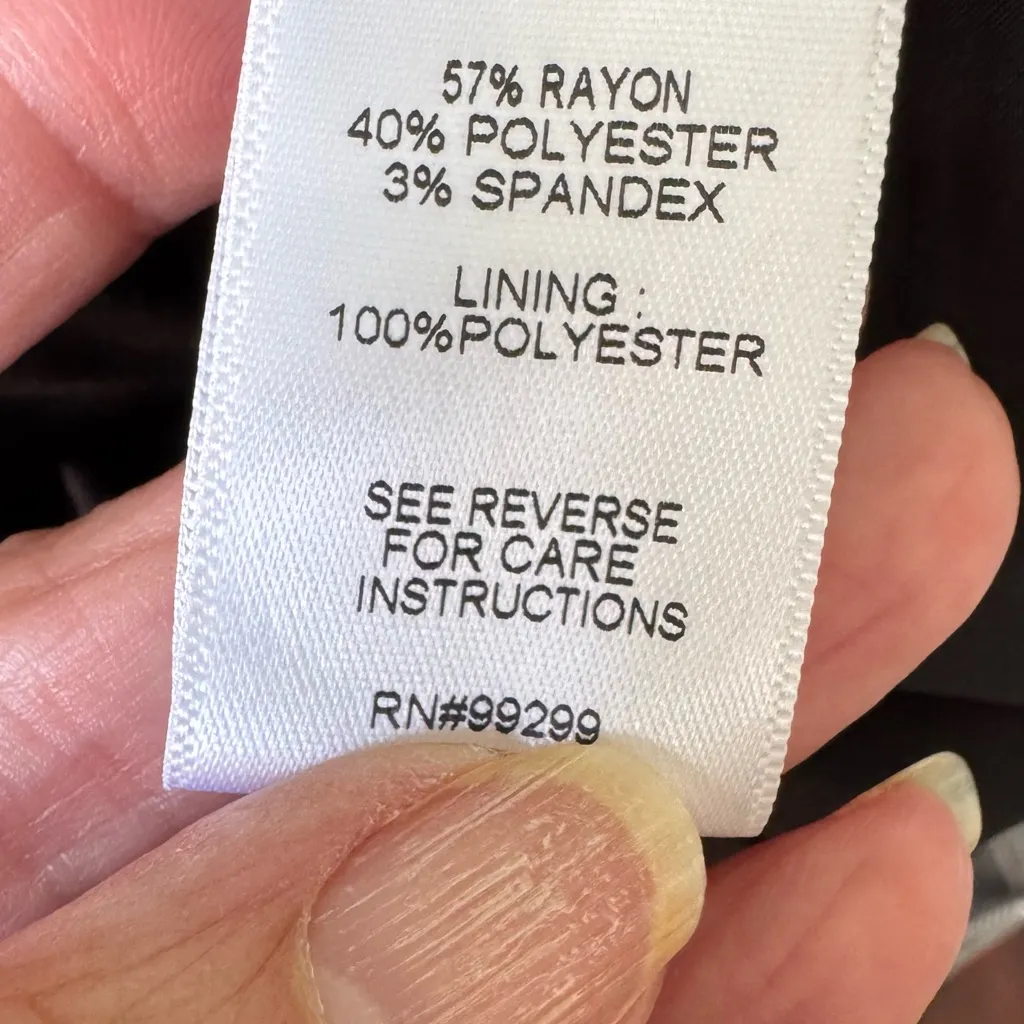 57% RAYON
40% POLYESTER
3% SPANDEX
LINING :
100%POLYESTER
SEE REVERSE
FOR CARE
INSTRUCTIONS
RN#99299